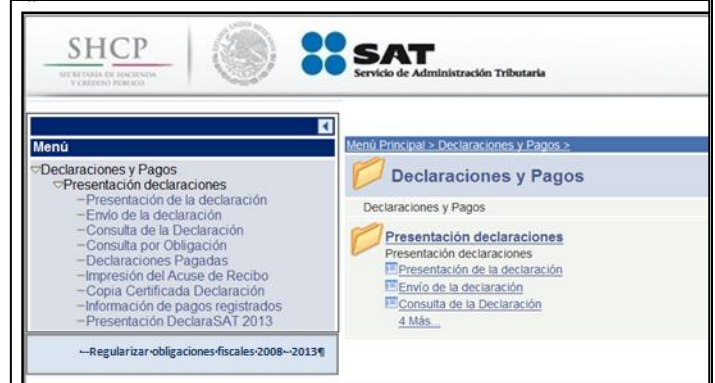 SHCP
SECRETARÍA DE HACIENDA
Y CRÉDITO PÚBLICO
SAT
Servicio de Administración Tributaria
Menú
Declaraciones y Pagos
Presentación declaraciones
Presentación de la declaración
Envío de la declaración
Consulta de la Declaración
Consulta por Obligación
Declaraciones Pagadas
Impresión del Acuse de Recibo
Copia Certificada Declaración
Información de pagos registrados
Presentación DeclaraSAT 2013
--Regularizar·obligaciones·fiscales·2008·-·2013¶
Menú Principal > Declaraciones y Pagos >
Declaraciones y Pagos
Declaraciones y Pagos
Presentación declaraciones
Presentación declaraciones
Presentación de la declaración
Envío de la declaración
Consulta de la Declaración
4 Más...